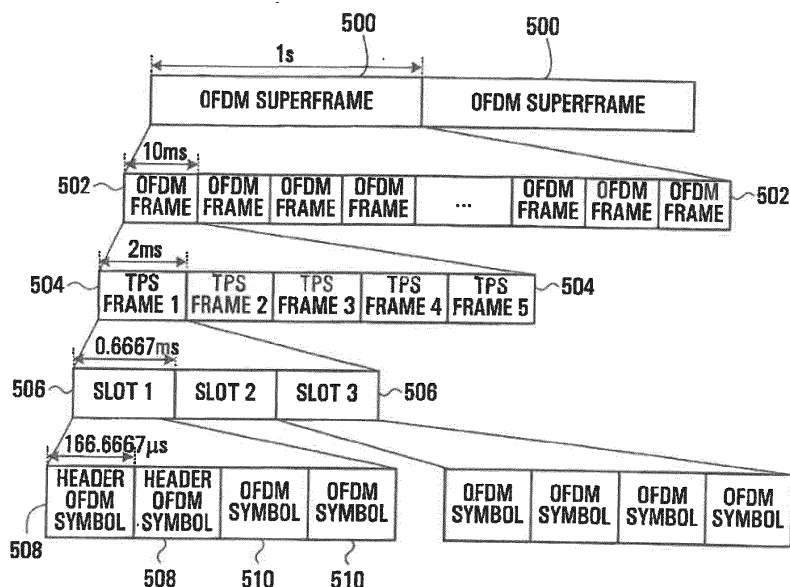 500 500
1s
OFDM SUPERFRAME OFDM SUPERFRAME
10ms
502 OFDM FRAME OFDM FRAME OFDM FRAME OFDM FRAME ... OFDM FRAME OFDM FRAME OFDM FRAME 502
2ms
504 TPS FRAME 1 TPS FRAME 2 TPS FRAME 3 TPS FRAME 4 TPS FRAME 5 504
0.6667ms
506 SLOT 1 SLOT 2 SLOT 3 506
166.6667µs
HEADER OFDM SYMBOL HEADER OFDM SYMBOL OFDM SYMBOL OFDM SYMBOL OFDM SYMBOL OFDM SYMBOL OFDM SYMBOL OFDM SYMBOL
508 508 510 510